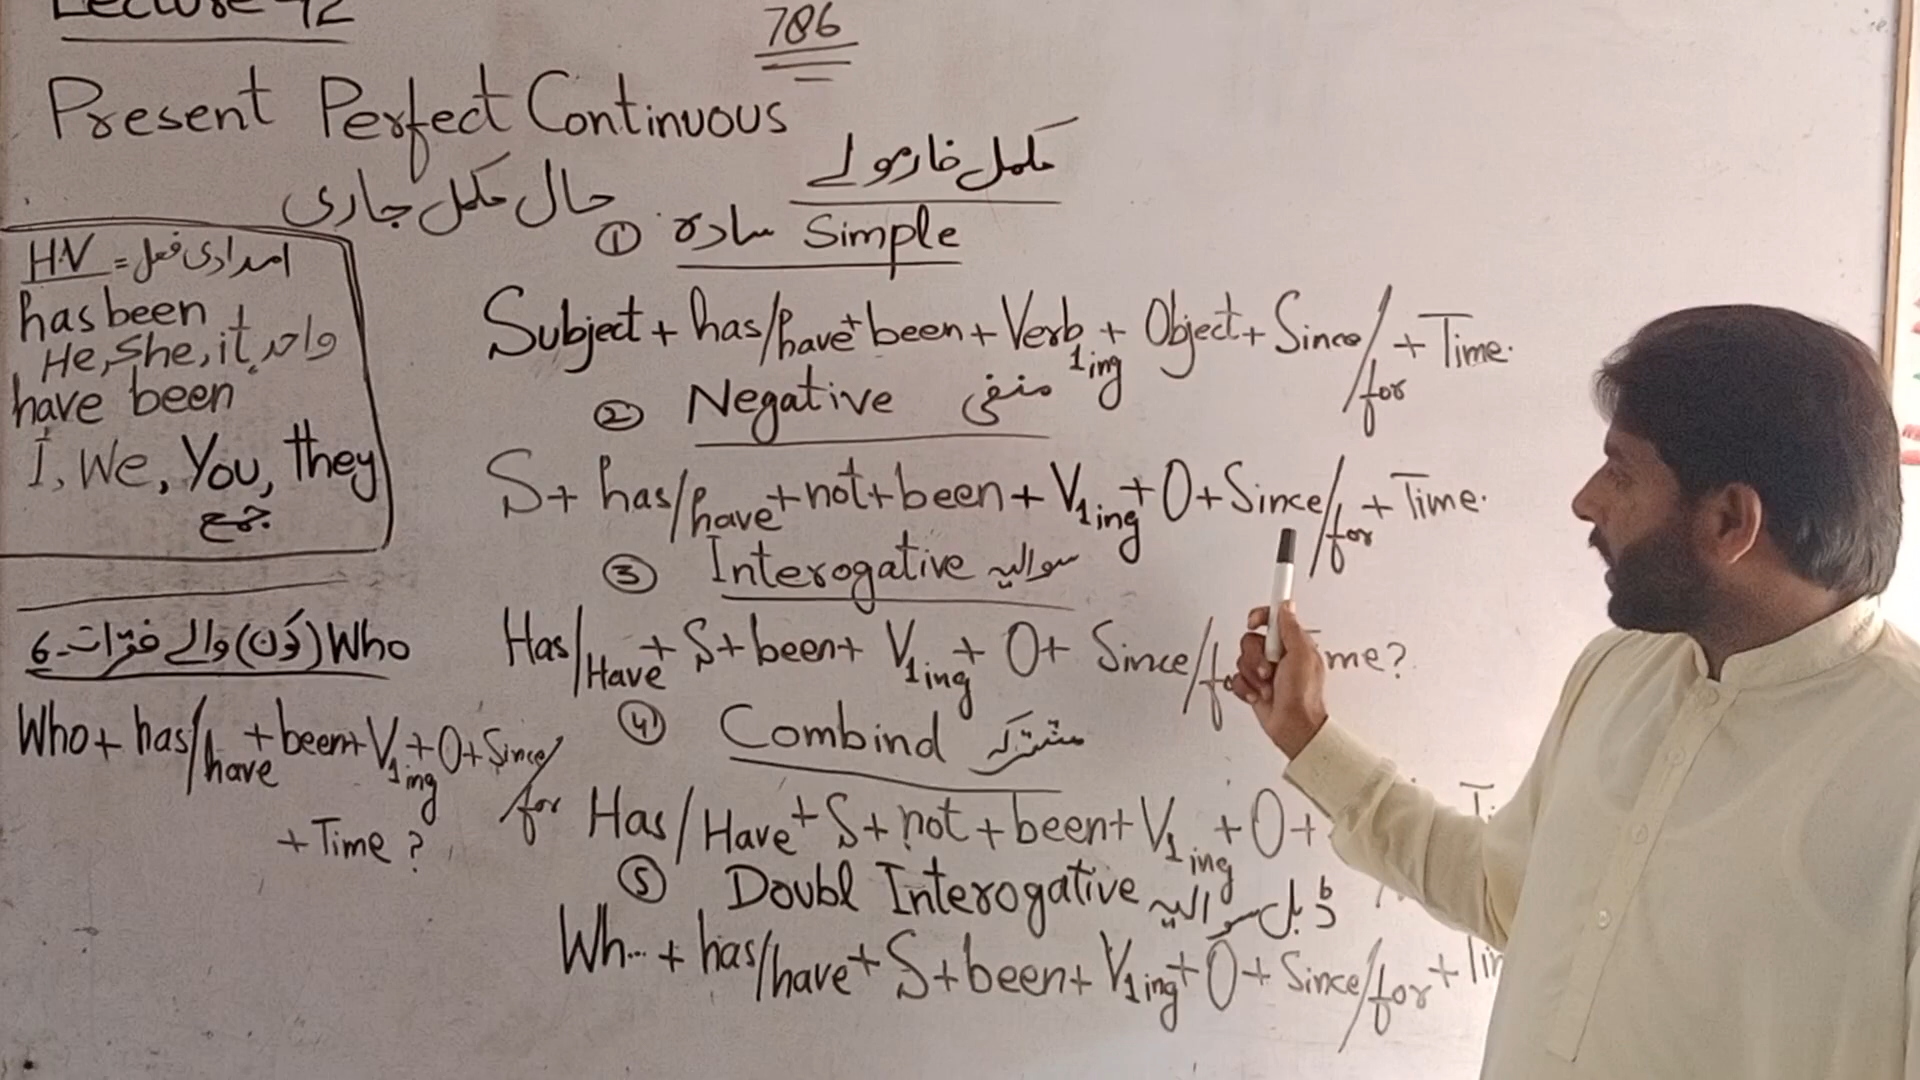 Lecture 42
786
Present Perfect Continuous
حال مکمل جاری
مکمل فارمولے
① سادہ Simple
Subject + has/have + been + Verb1ing + Object + Since/for + Time.
② Negative منفی
S + has/have + not + been + V1ing + O + Since/for + Time.
③ Interogative سوالیہ
Has/Have + S + been + V1ing + O + Since/ Time?
④ Combind مشترکہ
Has/Have + S + not + been + V1ing + O +
⑤ Doubl Interogative ڈبل سوالیہ
Wh... + has/have + S + been + V1ing + O + Since/for +
H.V = امدادی فعل
has been
He, She, it, واحد
have been
I, We, You, they
جمع
6- Who (کون) والے فقرات
Who + has/have + been + V1ing + O + Since/for
+ Time ?